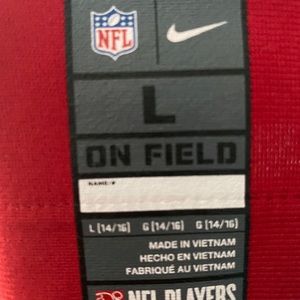 NFL
L
ON FIELD
NAME/#
L [14/16] G [14/16] G [14/16]
MADE IN VIETNAM
HECHO EN VIETNAM
FABRIQUÉ AU VIETNAM
NFL PLAYERS